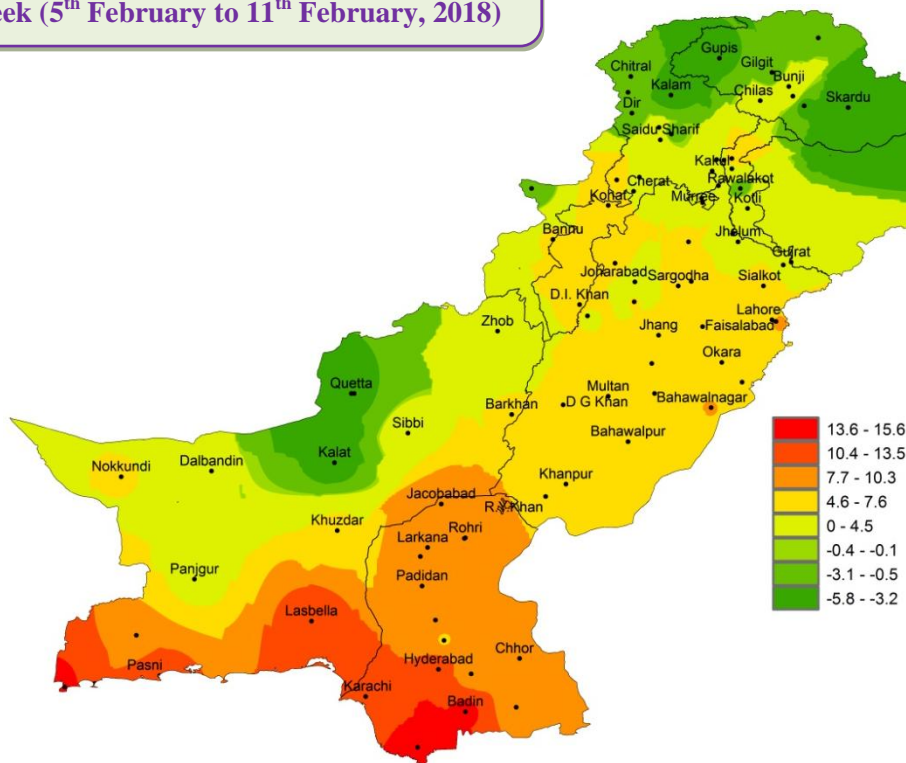 eek (5th February to 11th February, 2018)
Gupis
Chitral
Gilgit
Bunji
Kalam
Chilas
Skardu
Dir
Saidu Sharif
Kakul
Cherat
Rawalakot
Kohat
Murree
Kotli
Bannu
Jhelum
Gujrat
Joharabad
Sargodha
Sialkot
D.I. Khan
Lahore
Zhob
Jhang
Faisalabad
Okara
Quetta
Multan
Barkhan
D G Khan
Bahawalnagar
Sibbi
Bahawalpur
Nokkundi
Dalbandin
Kalat
Khanpur
Jacobabad
R.Y.Khan
Khuzdar
Rohri
Larkana
Panjgur
Padidan
Lasbella
Chhor
Pasni
Hyderabad
Karachi
Badin
13.6 - 15.6
10.4 - 13.5
7.7 - 10.3
4.6 - 7.6
0 - 4.5
-0.4 - -0.1
-3.1 - -0.5
-5.8 - -3.2